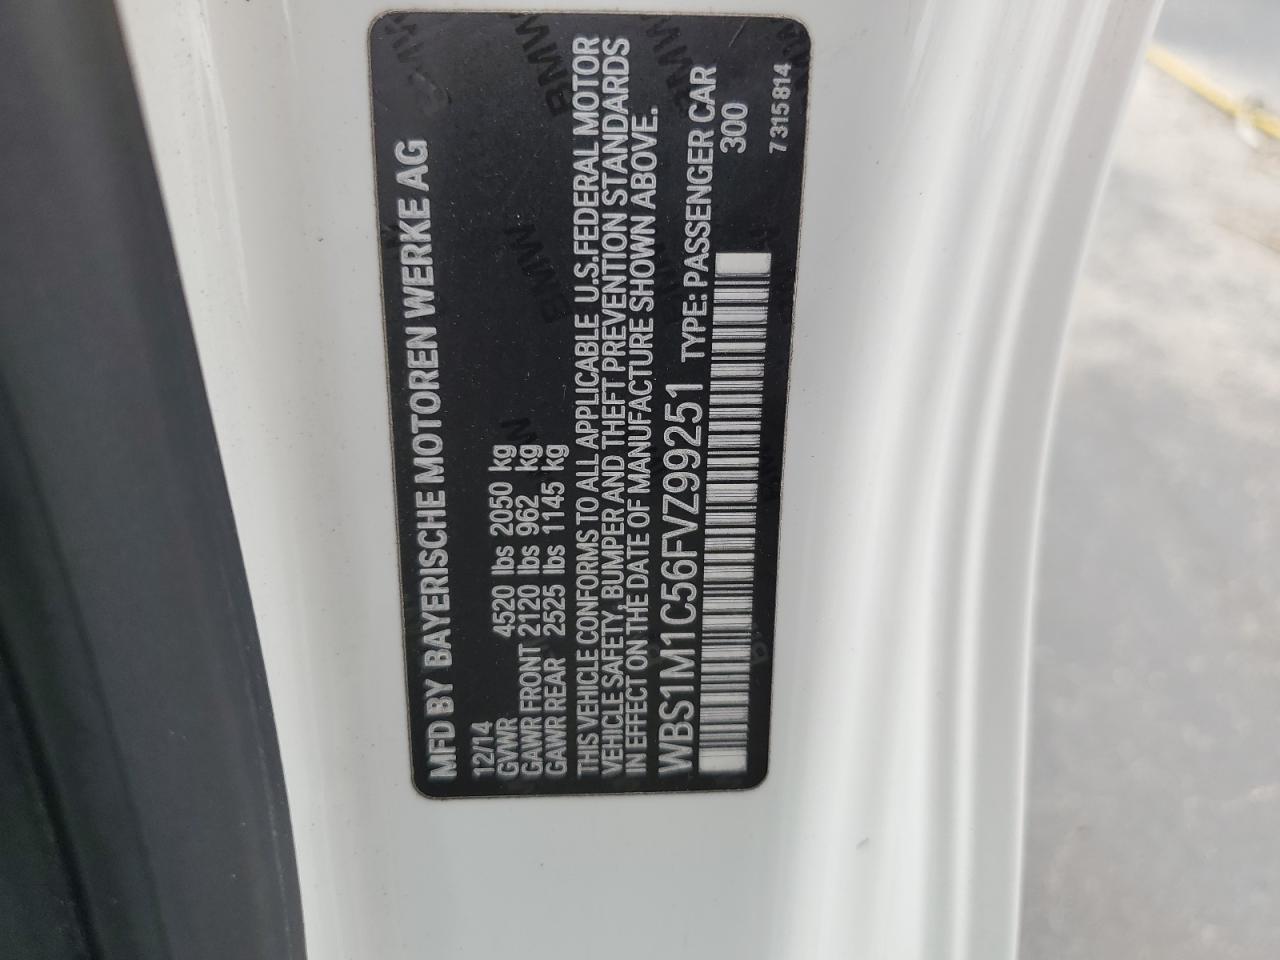 MFD BY BAYERISCHE MOTOREN WERKE AG
12/14
GVWR 4520 lbs 2050 kg
GAWR FRONT 2120 lbs 962 kg
GAWR REAR 2525 lbs 1145 kg
THIS VEHICLE CONFORMS TO ALL APPLICABLE U.S.FEDERAL MOTOR
VEHICLE SAFETY, BUMPER AND THEFT PREVENTION STANDARDS
IN EFFECT ON THE DATE OF MANUFACTURE SHOWN ABOVE.
WBS1M1C56FVZ99251 TYPE: PASSENGER CAR
300
7 315 814
BMW
BMW
BMW